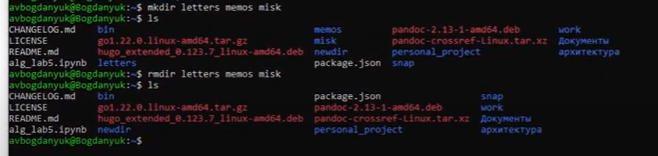 avbogdanyuk@Bogdanyuk:~$ mkdir letters memos misk
avbogdanyuk@Bogdanyuk:~$ ls
CHANGELOG.md bin memos pandoc-2.13-1-amd64.deb work
LICENSE go1.22.0.linux-amd64.tar.gz misk pandoc-crossref-Linux.tar.xz Документы
README.md hugo_extended_0.123.7_linux-amd64.deb newdir personal_project архитектура
alg_lab5.ipynb letters package.json snap
avbogdanyuk@Bogdanyuk:~$ rmdir letters memos misk
avbogdanyuk@Bogdanyuk:~$ ls
CHANGELOG.md bin package.json snap
LICENSE go1.22.0.linux-amd64.tar.gz pandoc-2.13-1-amd64.deb work
README.md hugo_extended_0.123.7_linux-amd64.deb pandoc-crossref-Linux.tar.xz Документы
alg_lab5.ipynb newdir personal_project архитектура
avbogdanyuk@Bogdanyuk:~$